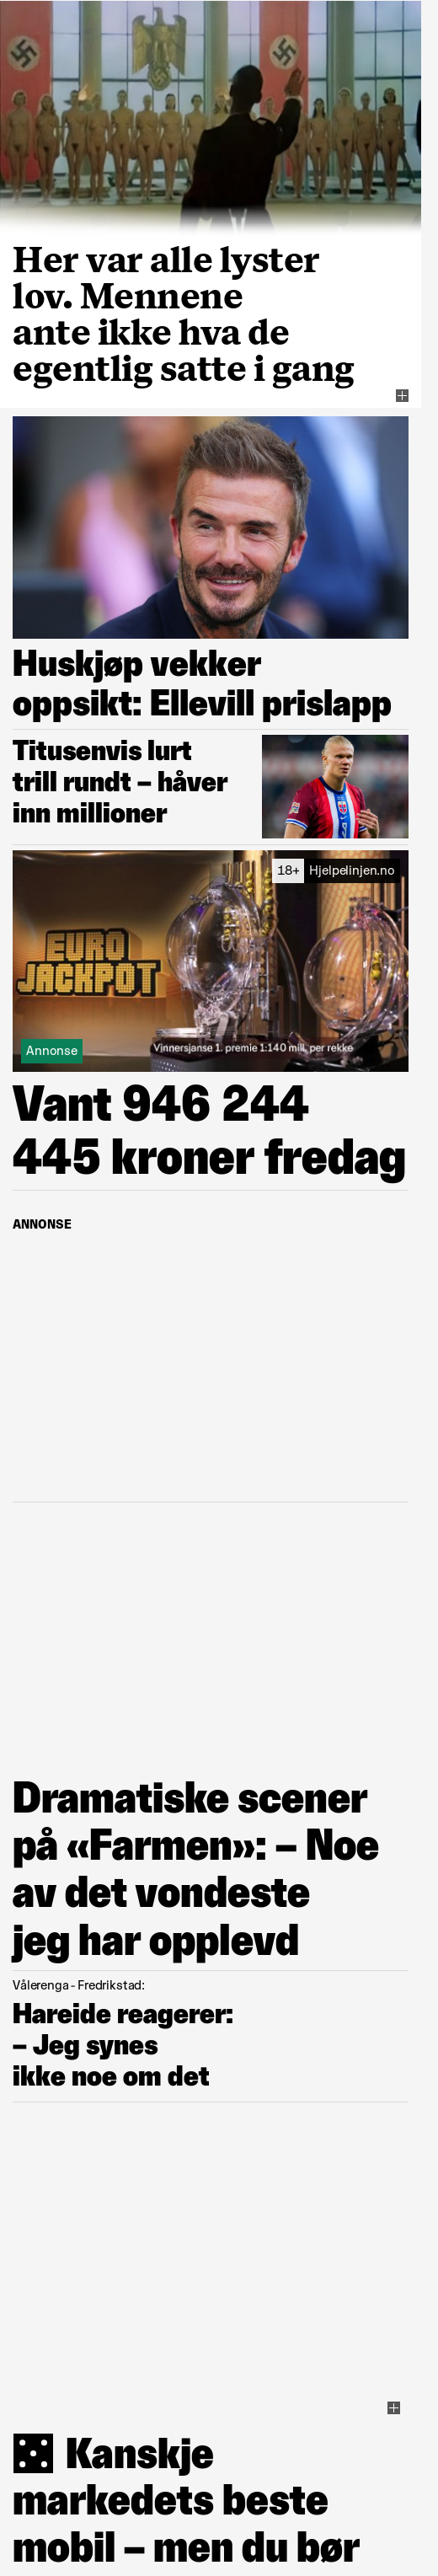 Her var alle lyster
lov. Mennene
ante ikke hva de
egentlig satte i gang
Huskjøp vekker
oppsikt: Ellevill prislapp
Titusenvis lurt
trill rundt – håver
inn millioner
18+ Hjelpelinjen.no
EURO
JACKPOT
Annonse
Vinnersjanse 1. premie 1:140 mill. per rekke
Vant 946 244
445 kroner fredag
ANNONSE
Dramatiske scener
på «Farmen»: – Noe
av det vondeste
jeg har opplevd
Vålerenga - Fredrikstad:
Hareide reagerer:
– Jeg synes
ikke noe om det
Kanskje
markedets beste
mobil – men du bør